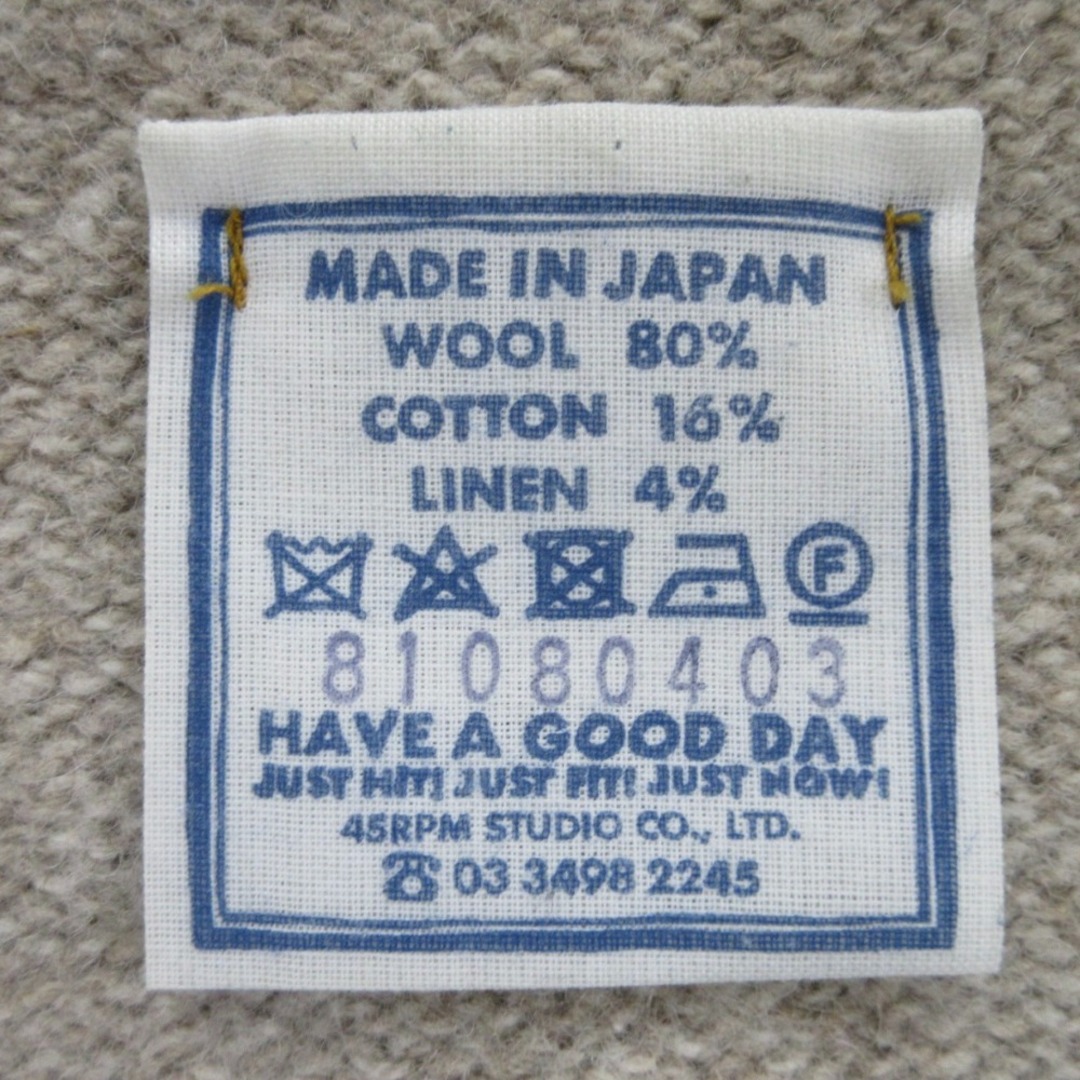 MADE IN JAPAN
WOOL 80%
COTTON 16%
LINEN 4%
F
81080403
HAVE A GOOD DAY
JUST HIT! JUST FIT! JUST NOW!
45RPM STUDIO CO., LTD.
☎ 03 3498 2245